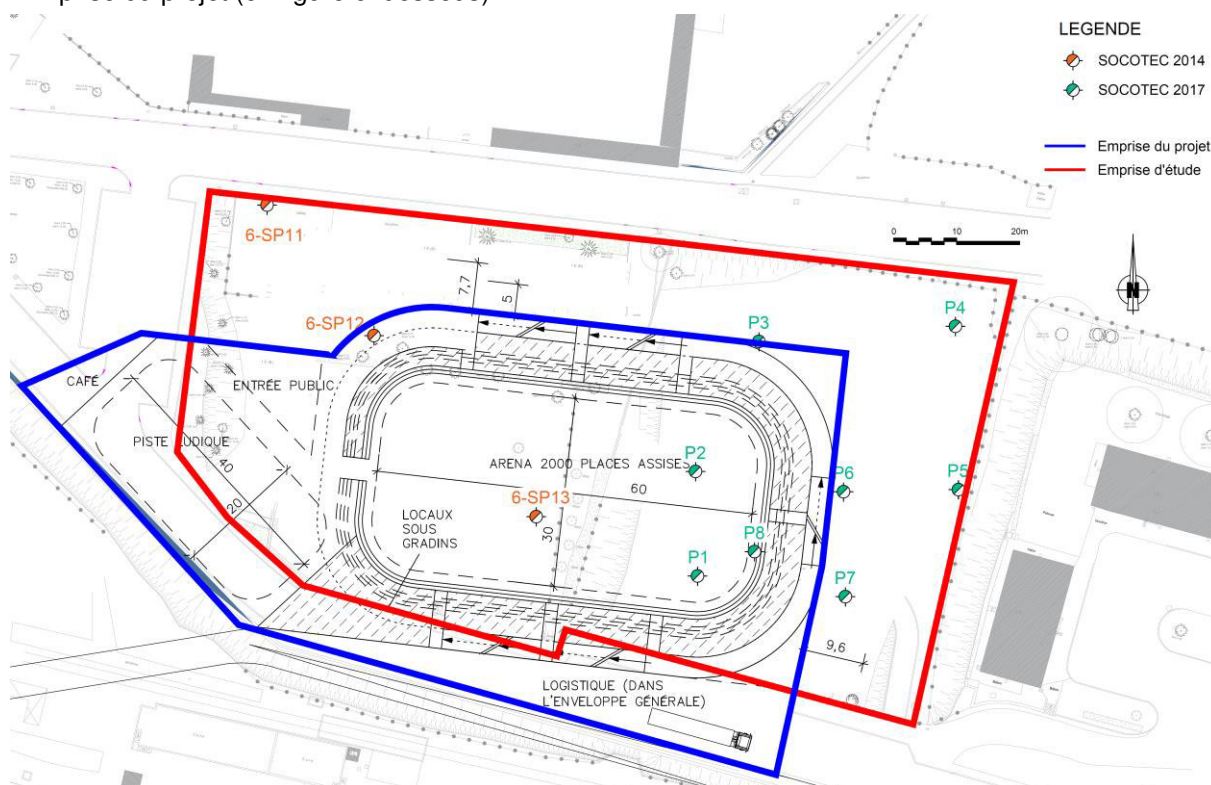 LEGENDE
SOCOTEC 2014
SOCOTEC 2017
Emprise du projet
Emprise d'étude
0 10 20m
N
6-SP11
7,7
5
6-SP12
P3
P4
CAFÉ
ENTRÉE PUBLIC
PISTE LUDIQUE
40
20
ARENA 2000 PLACES ASSISES
P2
60
P6
P5
6-SP13
LOCAUX
SOUS
GRADINS
30
P8
P1
P7
9,6
LOGISTIQUE (DANS
L'ENVELOPPE GÉNÉRALE)